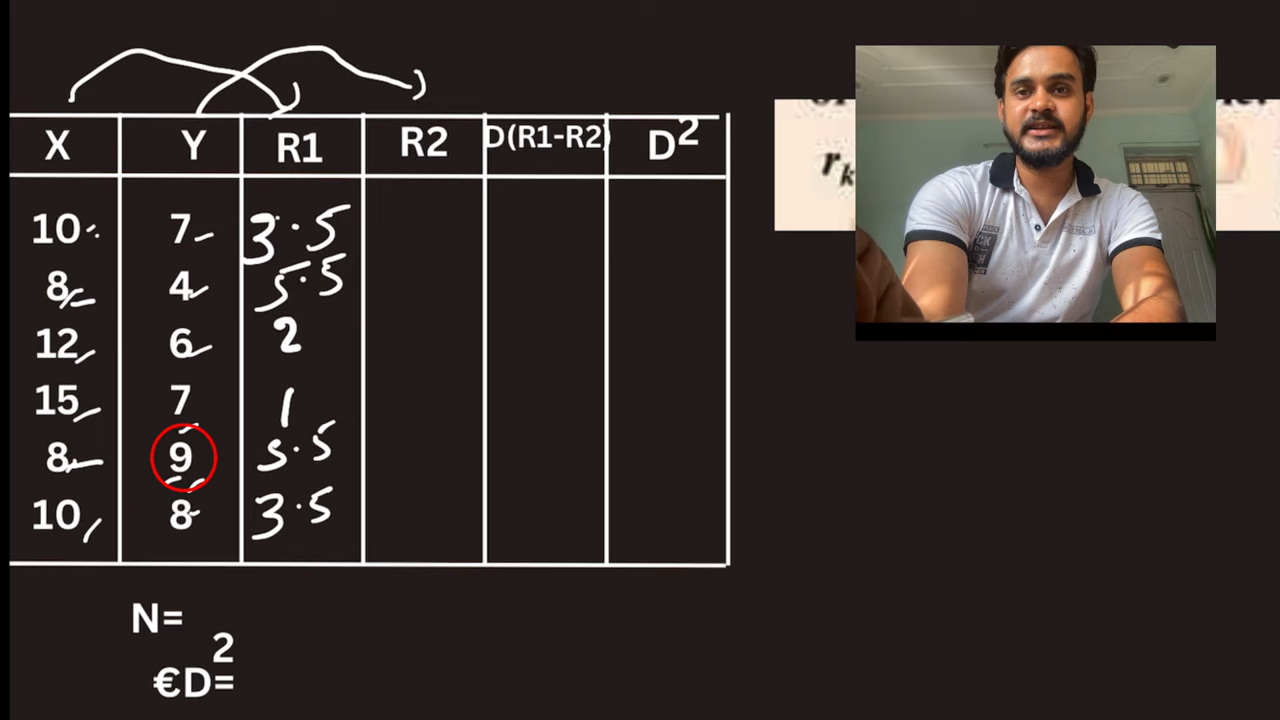 X Y R1 R2 D(R1-R2) D²
10 7 3.5
8 4 5.5
12 6 2
15 7 1
8 9 5.5
10 8 3.5
N=
€D²=
r k